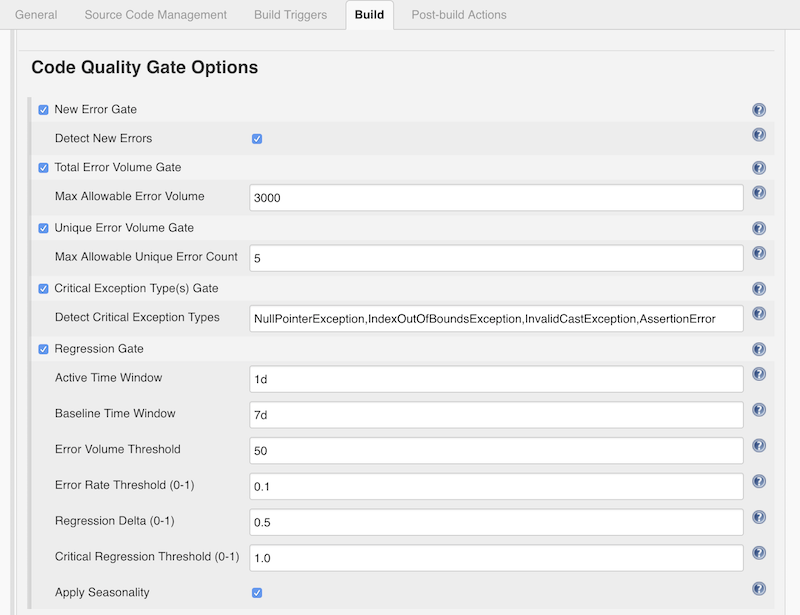 General Source Code Management Build Triggers Build Post-build Actions
Code Quality Gate Options
New Error Gate
Detect New Errors
Total Error Volume Gate
Max Allowable Error Volume 3000
Unique Error Volume Gate
Max Allowable Unique Error Count 5
Critical Exception Type(s) Gate
Detect Critical Exception Types NullPointerException,IndexOutOfBoundsException,InvalidCastException,AssertionError
Regression Gate
Active Time Window 1d
Baseline Time Window 7d
Error Volume Threshold 50
Error Rate Threshold (0-1) 0.1
Regression Delta (0-1) 0.5
Critical Regression Threshold (0-1) 1.0
Apply Seasonality